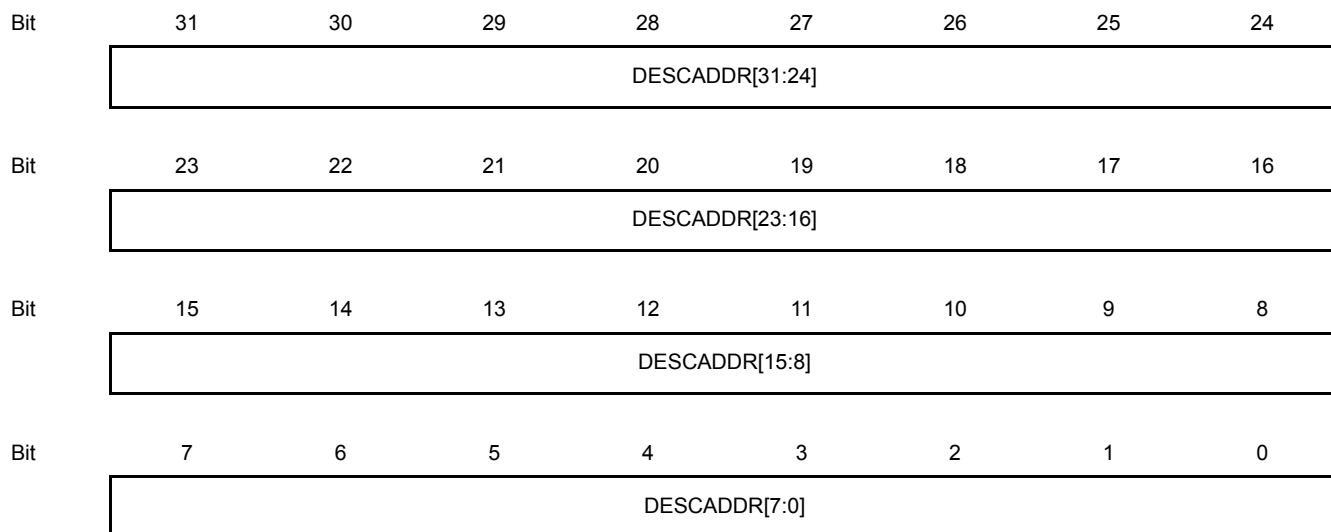 Bit 31 30 29 28 27 26 25 24
DESCADDR[31:24]
Bit 23 22 21 20 19 18 17 16
DESCADDR[23:16]
Bit 15 14 13 12 11 10 9 8
DESCADDR[15:8]
Bit 7 6 5 4 3 2 1 0
DESCADDR[7:0]